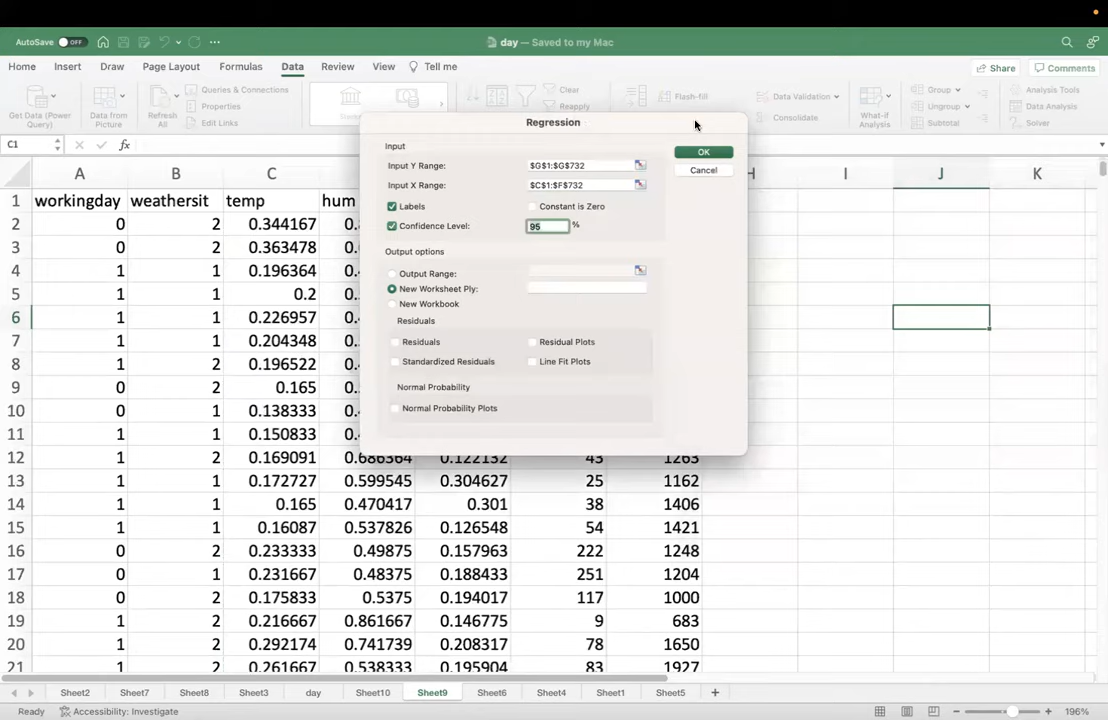 AutoSave OFF
day — Saved to my Mac
Home Insert Draw Page Layout Formulas Data Review View Tell me
Share Comments
Get Data (Power Query)
Data from Picture
Refresh All
Queries & Connections
Properties
Edit Links
Clear
Reapply
Flash-fill
Data Validation
Consolidate
What-if Analysis
Group
Ungroup
Subtotal
Analysis Tools
Data Analysis
Solver
C1 fx
A B C H I J K
1 workingday weathersit temp hum
2 0 2 0.344167
3 0 2 0.363478
4 1 1 0.196364
5 1 1 0.2
6 1 1 0.226957
7 1 1 0.204348
8 1 2 0.196522
9 0 2 0.165
10 0 1 0.138333
11 1 1 0.150833
12 1 2 0.169091 0.686364 0.122132 43 1263
13 1 1 0.172727 0.599545 0.304627 25 1162
14 1 1 0.165 0.470417 0.301 38 1406
15 1 1 0.16087 0.537826 0.126548 54 1421
16 0 2 0.233333 0.49875 0.157963 222 1248
17 0 1 0.231667 0.48375 0.188433 251 1204
18 0 2 0.175833 0.5375 0.194017 117 1000
19 1 2 0.216667 0.861667 0.146775 9 683
20 1 2 0.292174 0.741739 0.208317 78 1650
21 1 2 0.261667 0.538333 0.195904 83 1927
Regression
Input
Input Y Range: $G$1:$G$732
Input X Range: $C$1:$F$732
Labels Constant is Zero
Confidence Level: 95 %
OK
Cancel
Output options
Output Range:
New Worksheet Ply:
New Workbook
Residuals
Residuals Residual Plots
Standardized Residuals Line Fit Plots
Normal Probability
Normal Probability Plots
Sheet2 Sheet7 Sheet8 Sheet3 day Sheet10 Sheet9 Sheet6 Sheet4 Sheet1 Sheet5
Ready Accessibility: Investigate
196%